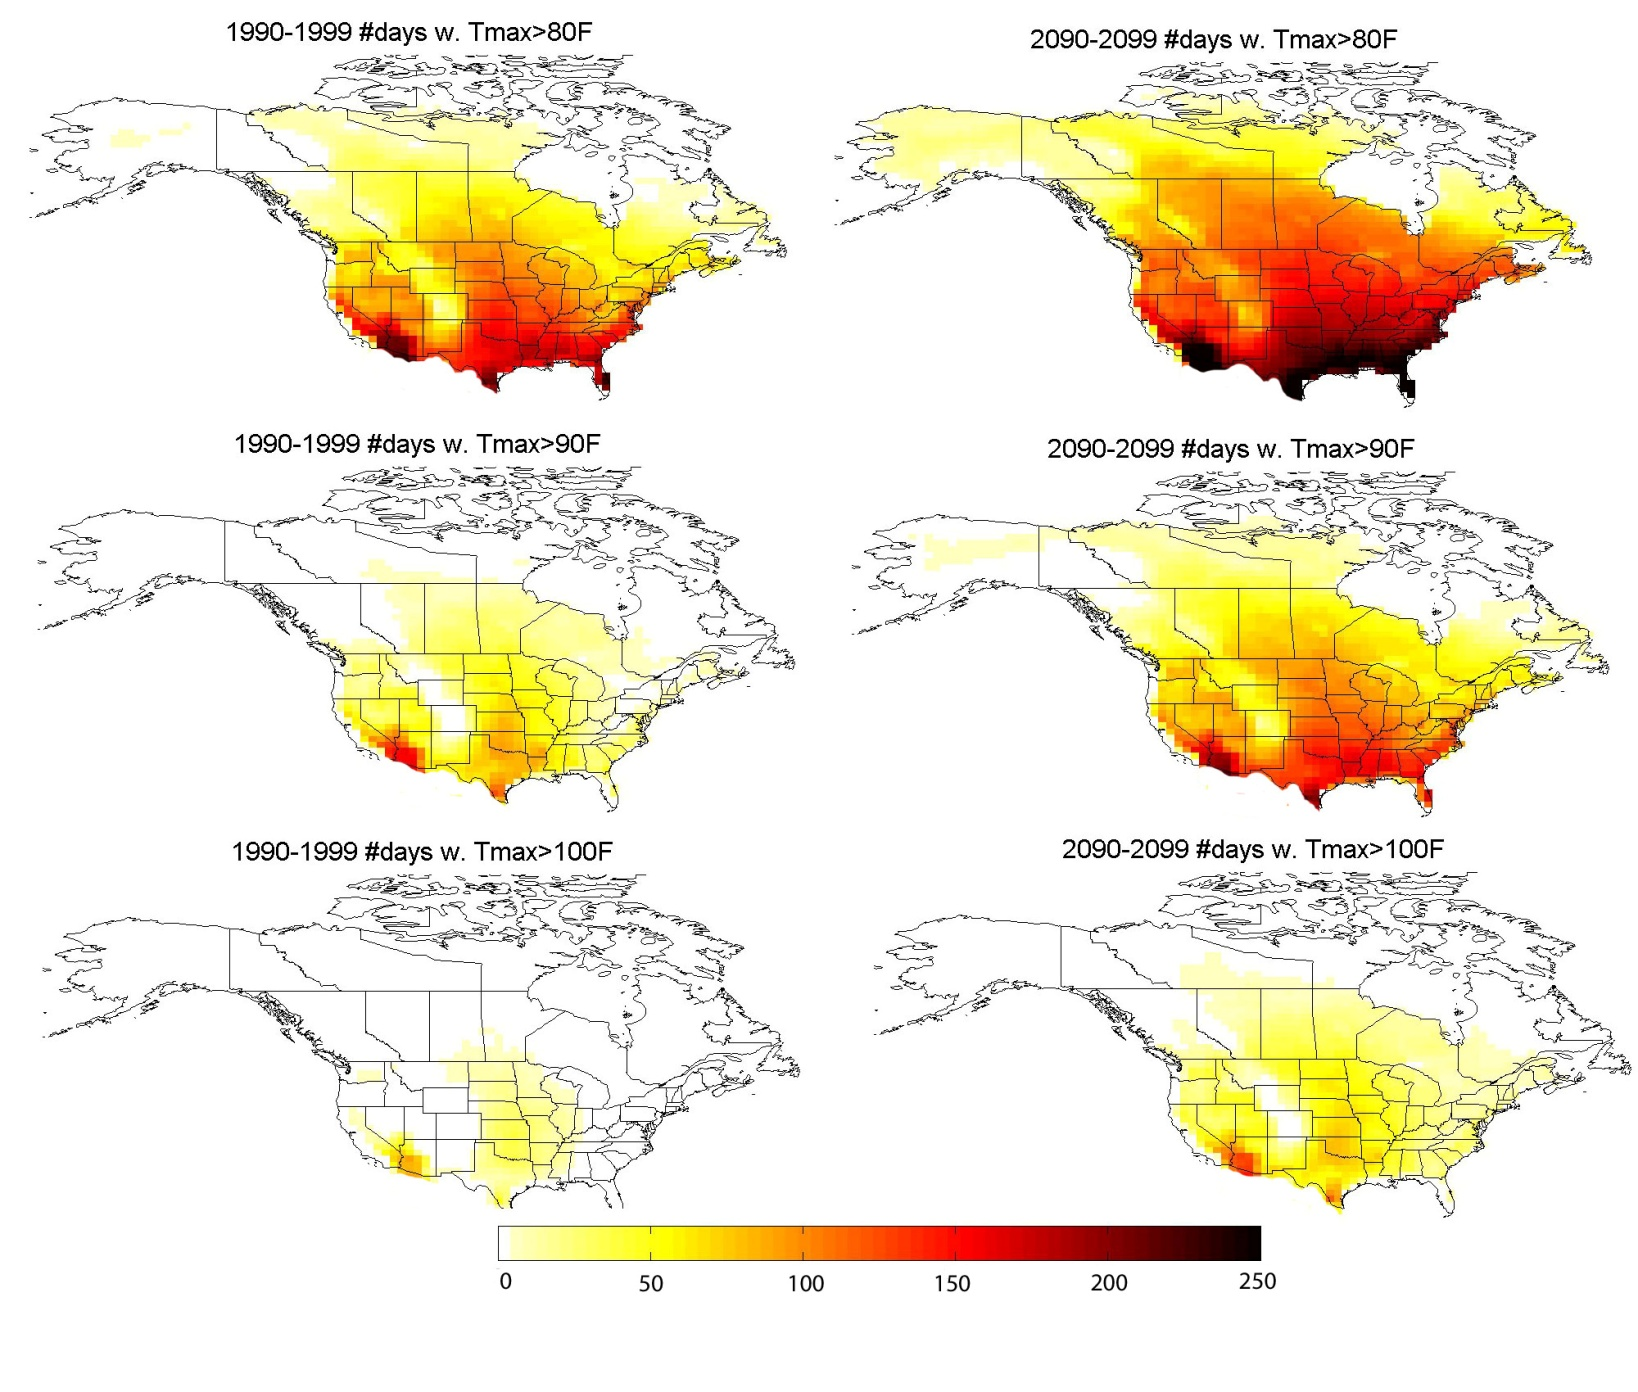 1990-1999 #days w. Tmax>80F
2090-2099 #days w. Tmax>80F
1990-1999 #days w. Tmax>90F
2090-2099 #days w. Tmax>90F
1990-1999 #days w. Tmax>100F
2090-2099 #days w. Tmax>100F
0 50 100 150 200 250